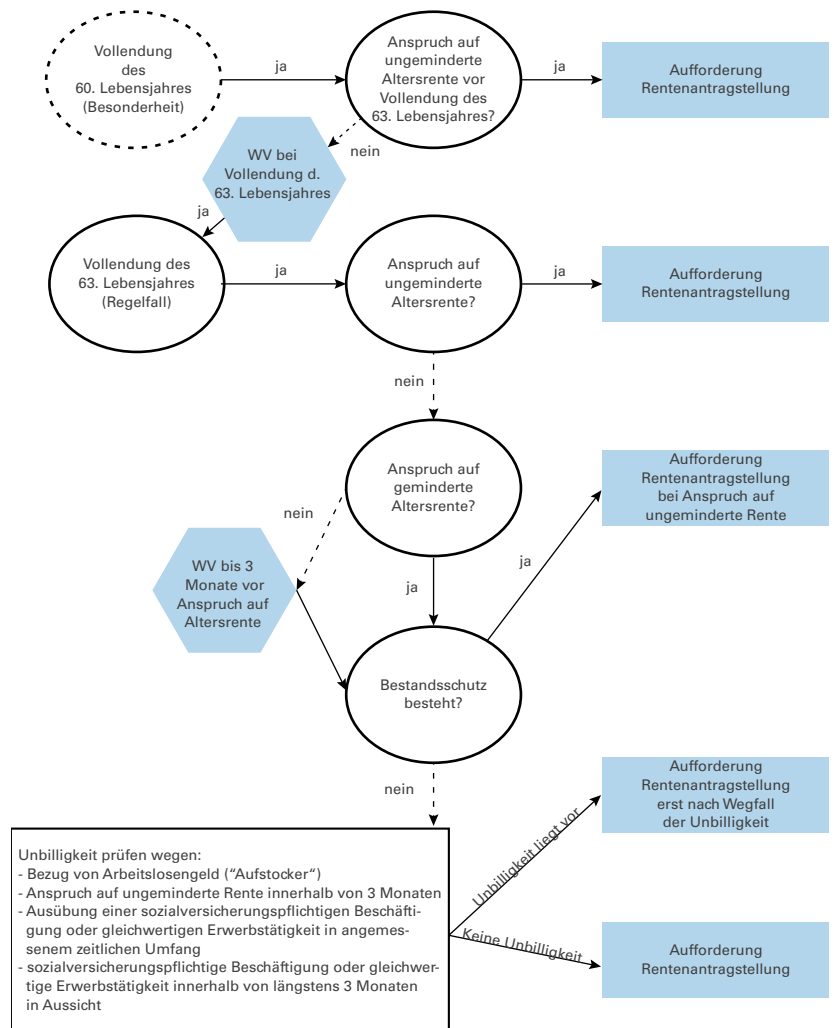 Vollendung
des
60. Lebensjahres
(Besonderheit)
ja
Anspruch auf
ungeminderte
Altersrente vor
Vollendung des
63. Lebensjahres?
ja
Aufforderung
Rentenantragstellung
nein
WV bei
Vollendung d.
63. Lebensjahres
ja
Vollendung des
63. Lebensjahres
(Regelfall)
ja
Anspruch auf
ungeminderte
Altersrente?
ja
Aufforderung
Rentenantragstellung
nein
Anspruch auf
geminderte
Altersrente?
Aufforderung
Rentenantragstellung
bei Anspruch auf
ungeminderte Rente
nein
WV bis 3
Monate vor
Anspruch auf
Altersrente
ja
ja
Bestandsschutz
besteht?
nein
Aufforderung
Rentenantragstellung
erst nach Wegfall
der Unbilligkeit
Unbilligkeit prüfen wegen:
- Bezug von Arbeitslosengeld (“Aufstocker”)
- Anspruch auf ungeminderte Rente innerhalb von 3 Monaten
- Ausübung einer sozialversicherungspflichtigen Beschäfti-
gung oder gleichwertigen Erwerbstätigkeit in angemes-
senem zeitlichen Umfang
- sozialversicherungspflichtige Beschäftigung oder gleichwer-
tige Erwerbstätigkeit innerhalb von längstens 3 Monaten
in Aussicht
Unbilligkeit liegt vor
Keine Unbilligkeit
Aufforderung
Rentenantragstellung